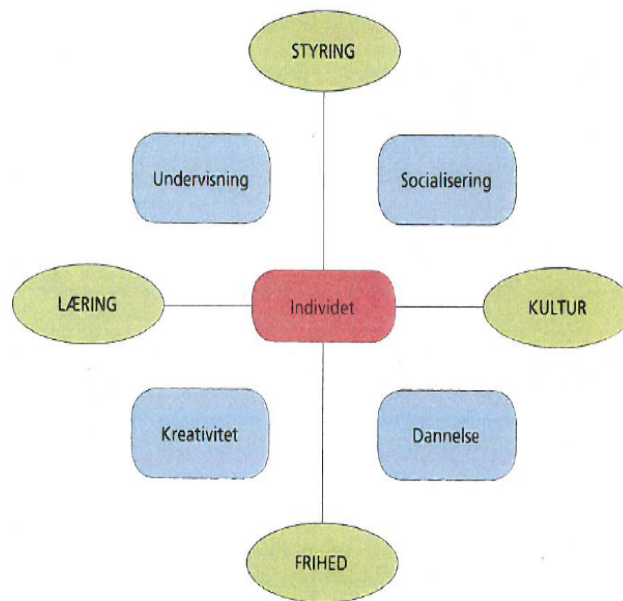 STYRING
Undervisning
Socialisering
LÆRING
Individet
KULTUR
Kreativitet
Dannelse
FRIHED